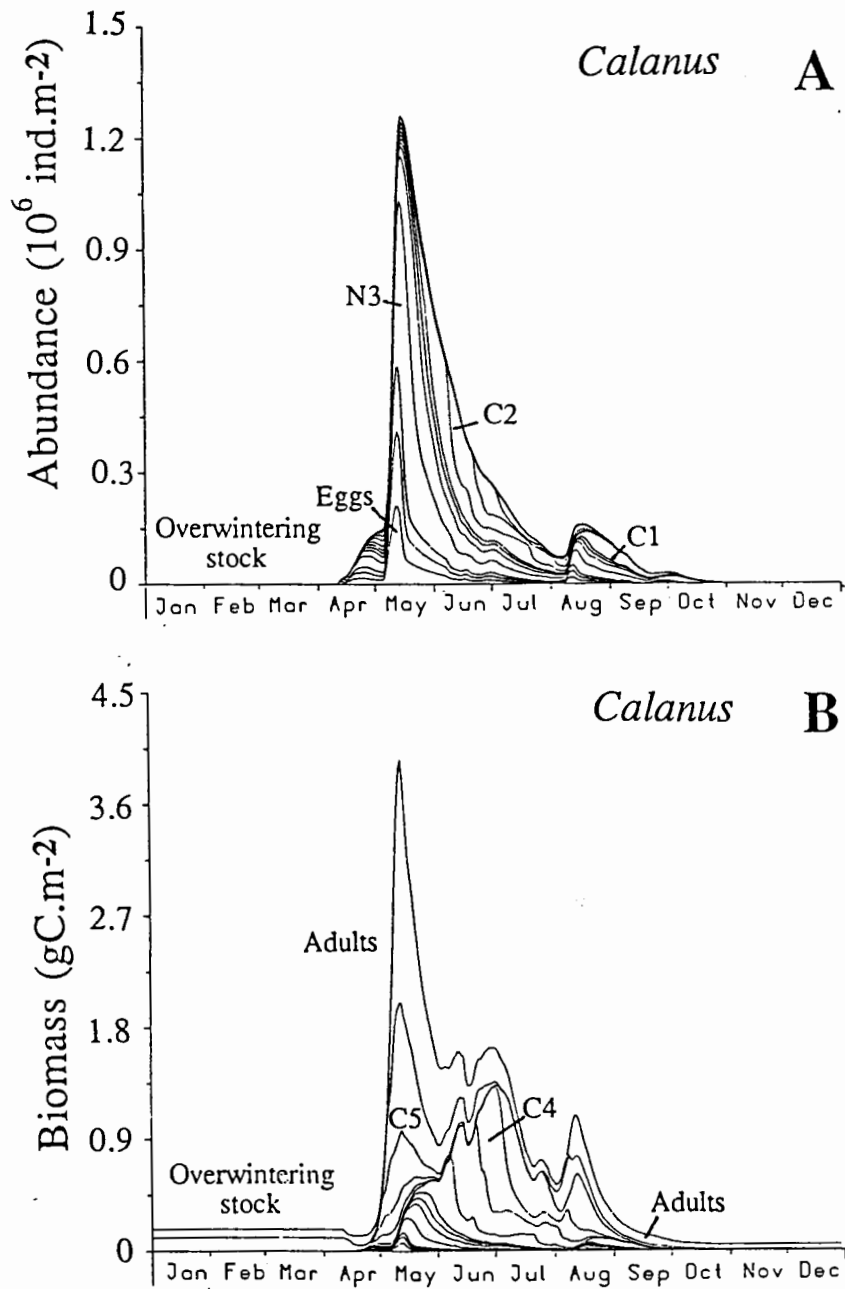 Calanus A
Abundance (10⁶ ind.m⁻²)
1.5
1.2
0.9
0.6
0.3
0
N3
C2
Eggs
C1
Overwintering
stock
Jan Feb Mar Apr May Jun Jul Aug Sep Oct Nov Dec
Calanus B
Biomass (gC.m⁻²)
4.5
3.6
2.7
1.8
0.9
0
Adults
C5
C4
Overwintering
stock
Adults
Jan Feb Mar Apr May Jun Jul Aug Sep Oct Nov Dec